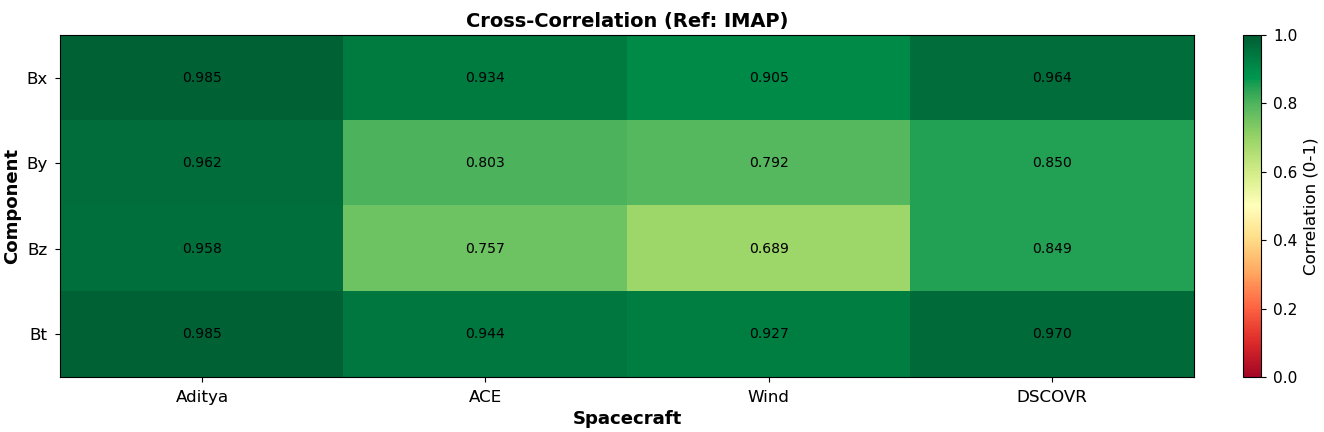 Cross-Correlation (Ref: IMAP)
Component
Bx 0.985 0.934 0.905 0.964
By 0.962 0.803 0.792 0.850
Bz 0.958 0.757 0.689 0.849
Bt 0.985 0.944 0.927 0.970
Aditya ACE Wind DSCOVR
Spacecraft
1.0
0.8
0.6
0.4
0.2
0.0
Correlation (0-1)